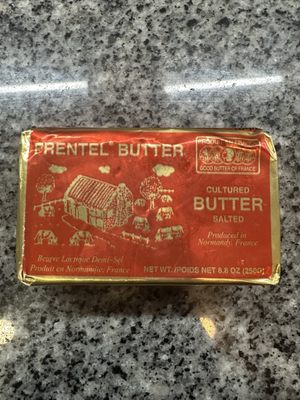 PRENTEL® BUTTER
GOOD BUTTER OF FRANCE
CULTURED
BUTTER
SALTED
Produced in
Normandy, France
Beurre Lactique Demi-Sel
Produit en Normandie, France
NET WT./POIDS NET 8.8 OZ (250G)